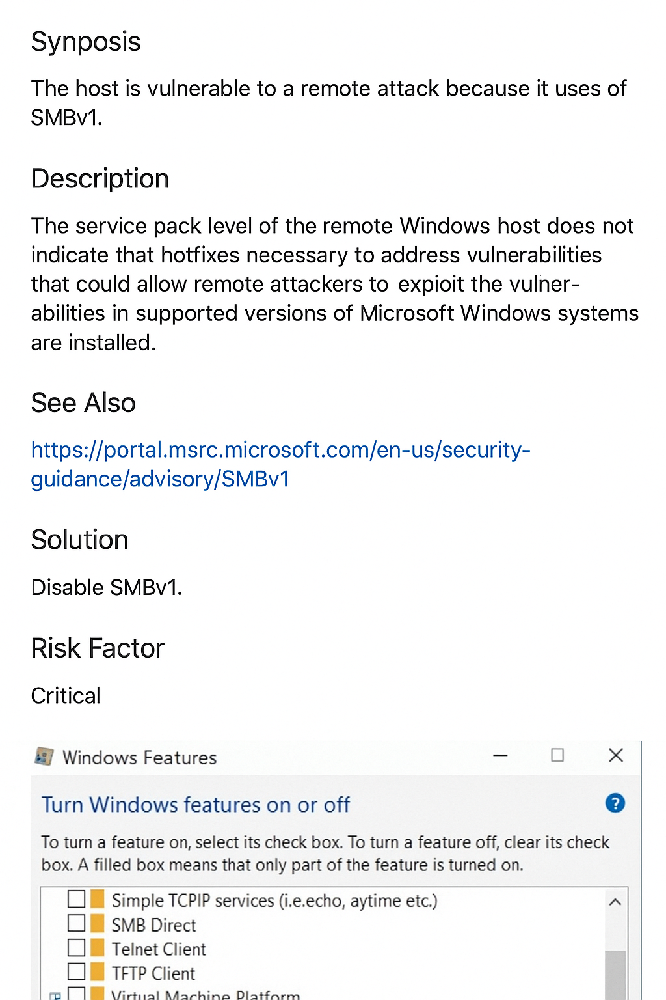 Synposis
The host is vulnerable to a remote attack because it uses of
SMBv1.
Description
The service pack level of the remote Windows host does not
indicate that hotfixes necessary to address vulnerabilities
that could allow remote attackers to expioit the vulner-
abilities in supported versions of Microsoft Windows systems
are installed.
See Also
https://portal.msrc.microsoft.com/en-us/security-
guidance/advisory/SMBv1
Solution
Disable SMBv1.
Risk Factor
Critical
Windows Features
Turn Windows features on or off
?
To turn a feature on, select its check box. To turn a feature off, clear its check
box. A filled box means that only part of the feature is turned on.
Simple TCPIP services (i.e.echo, aytime etc.)
SMB Direct
Telnet Client
TFTP Client
Virtual Machine Platform